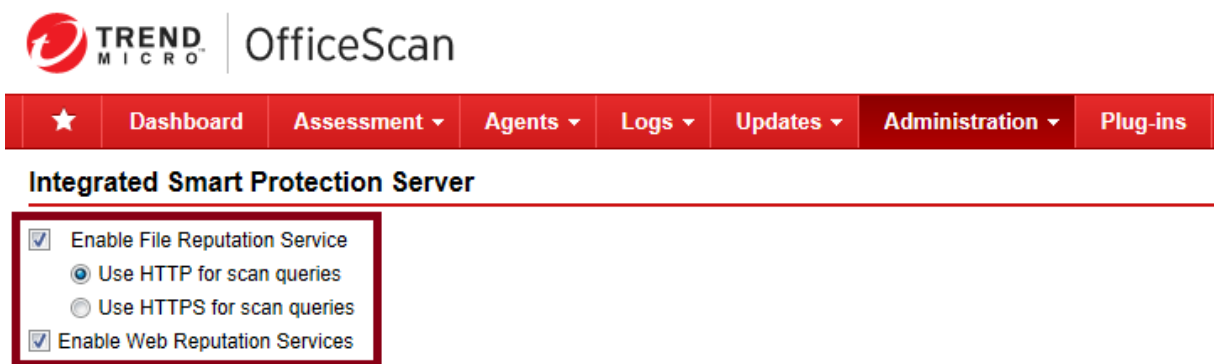 TREND MICRO™ OfficeScan
★ Dashboard Assessment ▾ Agents ▾ Logs ▾ Updates ▾ Administration ▾ Plug-ins
Integrated Smart Protection Server
Enable File Reputation Service
Use HTTP for scan queries
Use HTTPS for scan queries
Enable Web Reputation Services